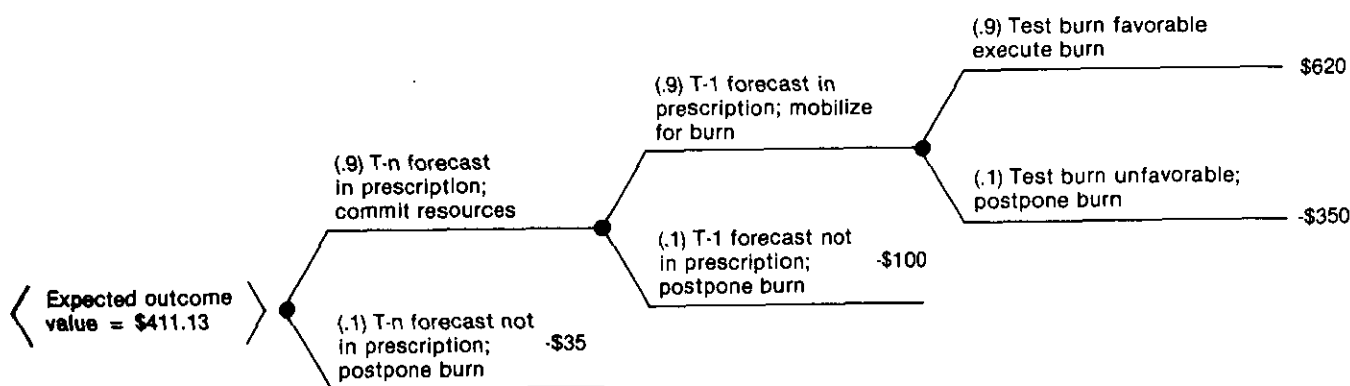 (.9) Test burn favorable
execute burn
$620
(.9) T-1 forecast in
prescription; mobilize
for burn
(.1) Test burn unfavorable;
postpone burn
-$350
(.9) T-n forecast
in prescription;
commit resources
(.1) T-1 forecast not
in prescription;
postpone burn
-$100
Expected outcome
value = $411.13
(.1) T-n forecast not
in prescription;
postpone burn
-$35